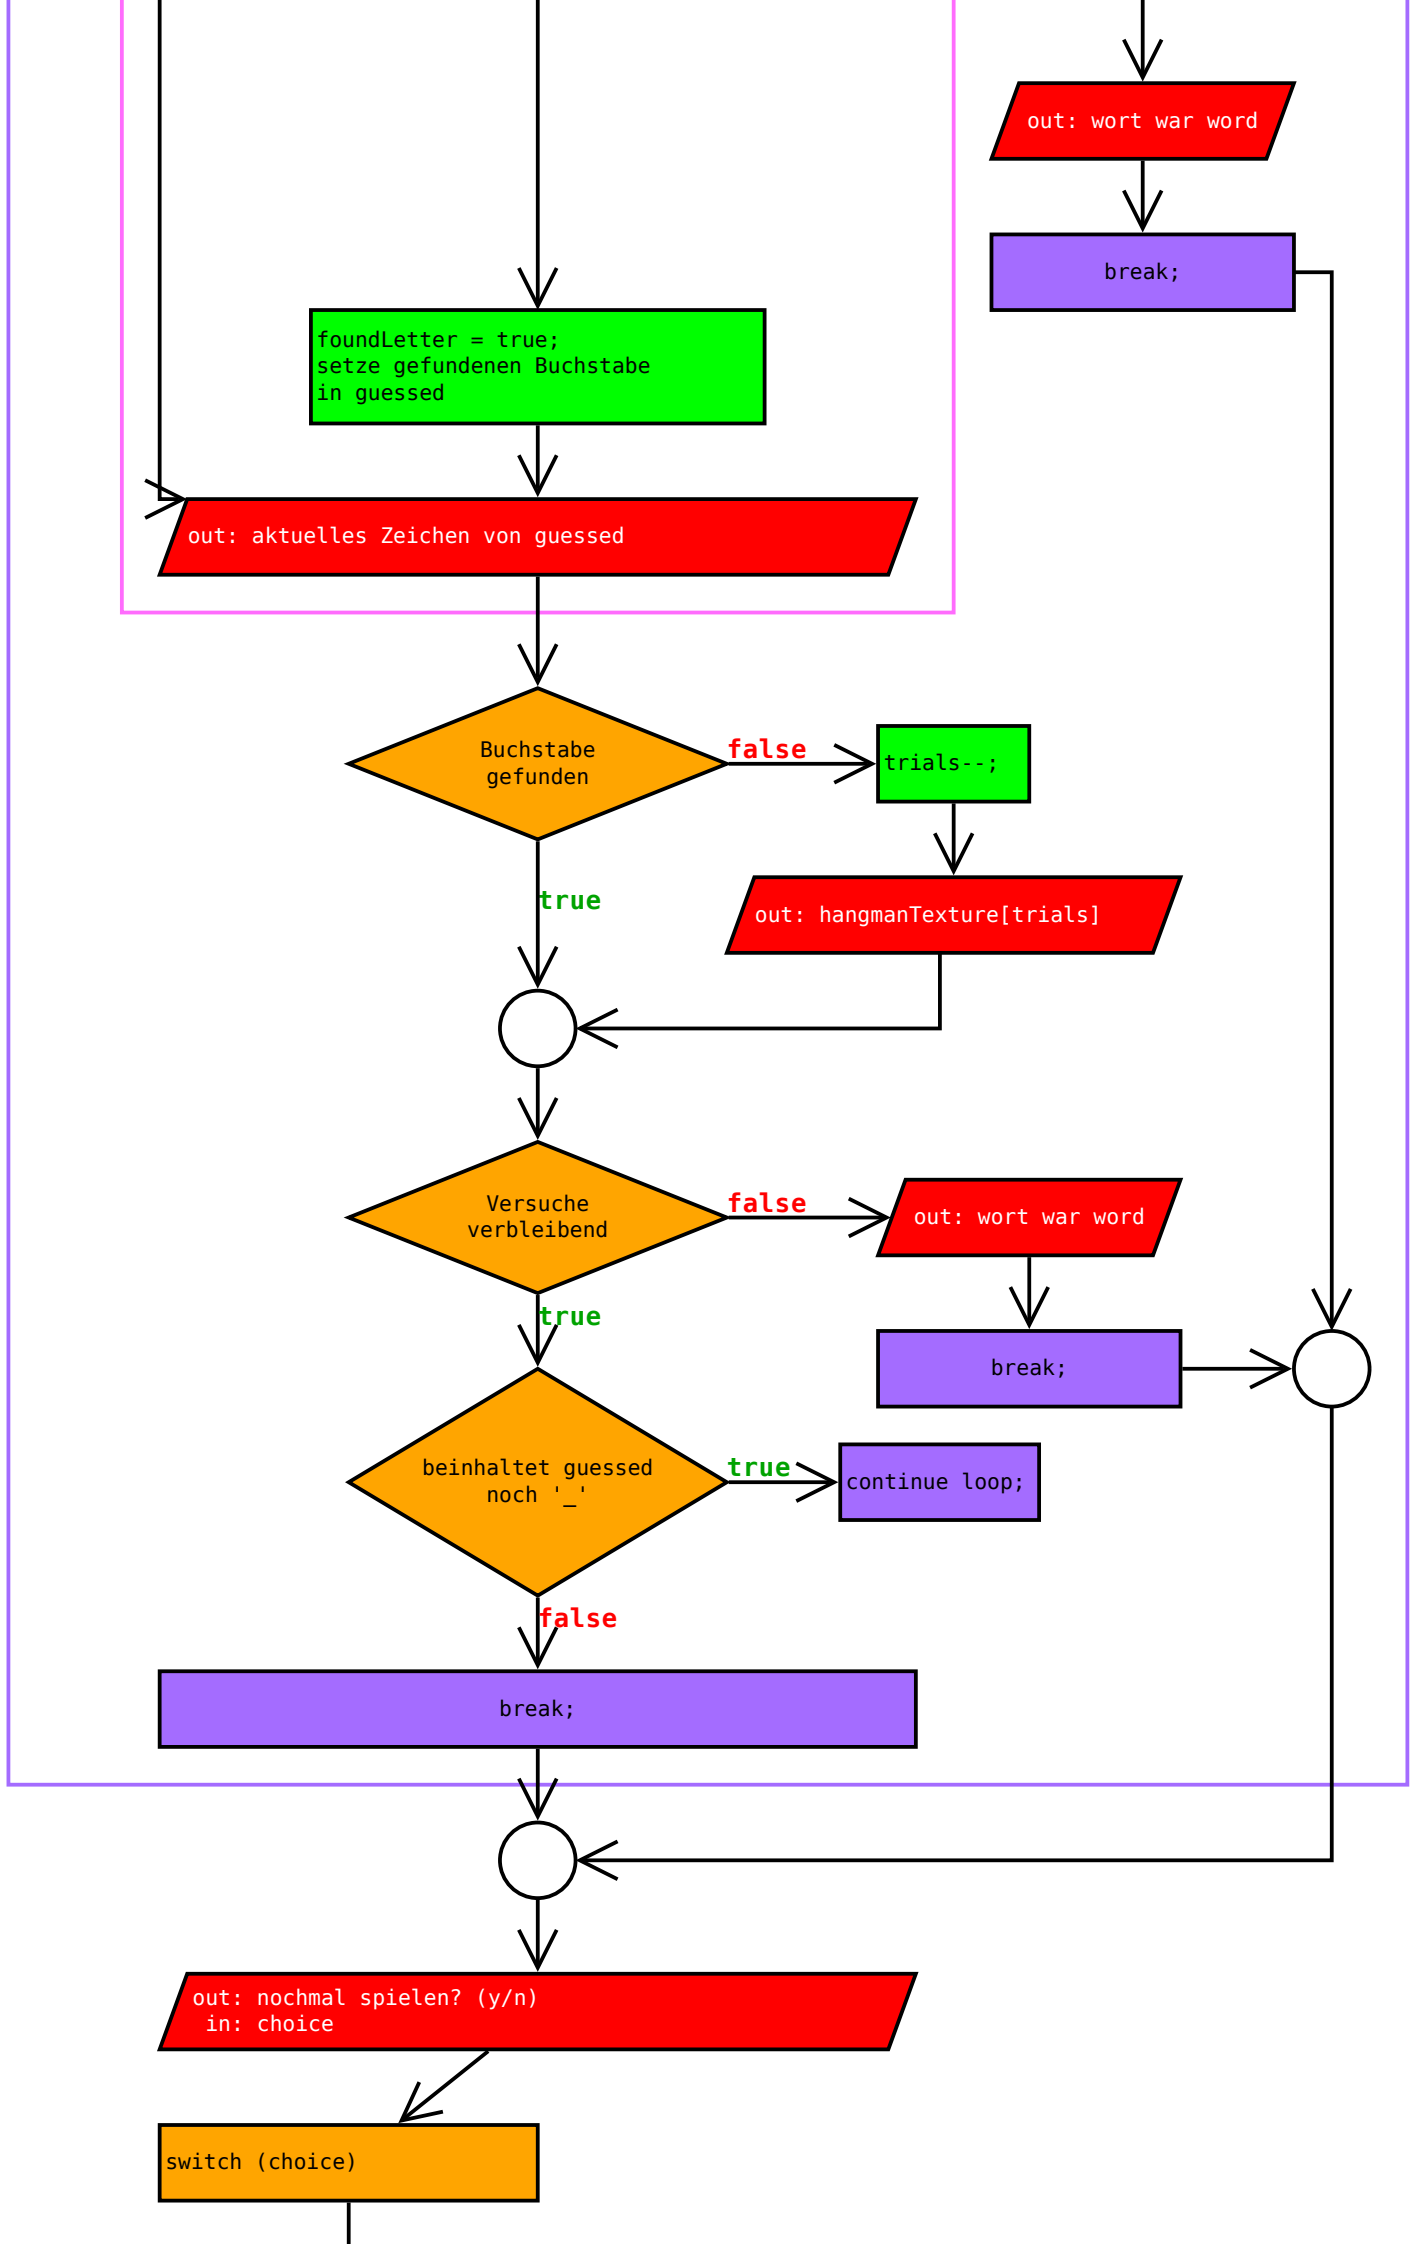 out: wort war word
break;
foundLetter = true;
setze gefundenen Buchstabe
in guessed
out: aktuelles Zeichen von guessed
Buchstabe
gefunden
false
trials--;
true
out: hangmanTexture[trials]
Versuche
verbleibend
false
out: wort war word
true
break;
beinhaltet guessed
noch '_'
true
continue loop;
false
break;
out: nochmal spielen? (y/n)
in: choice
switch (choice)